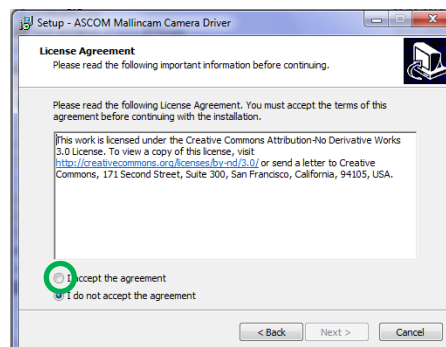 Setup - ASCOM Mallincam Camera Driver
License Agreement
Please read the following important information before continuing.
Please read the following License Agreement. You must accept the terms of this
agreement before continuing with the installation.
This work is licensed under the Creative Commons Attribution-No Derivative Works
3.0 License. To view a copy of this license, visit
http://creativecommons.org/licenses/by-nd/3.0/ or send a letter to Creative
Commons, 171 Second Street, Suite 300, San Francisco, California, 94105, USA.
I accept the agreement
I do not accept the agreement
< Back Next > Cancel